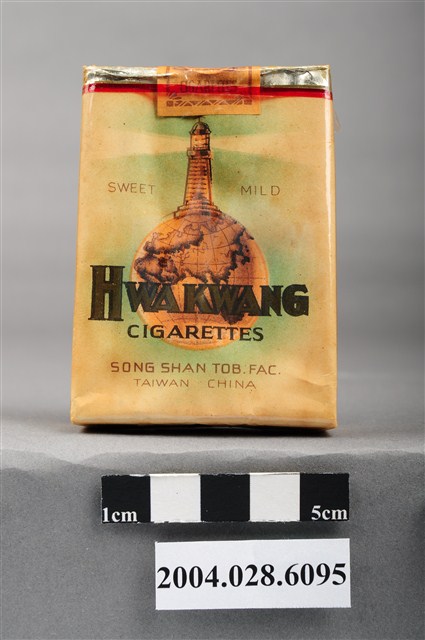 SWEET MILD
HWAKWANG
CIGARETTES
SONG SHAN TOB. FAC.
TAIWAN CHINA
1cm 5cm
2004.028.6095